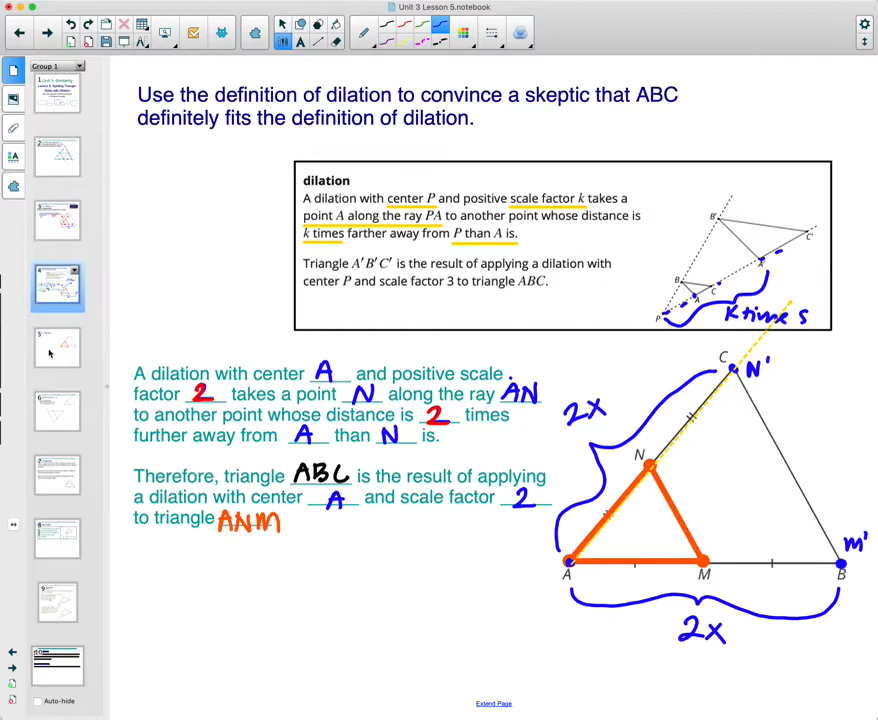 Unit 3 Lesson 5.notebook
Group 1
Use the definition of dilation to convince a skeptic that ABC
definitely fits the definition of dilation.
dilation
A dilation with center P and positive scale factor k takes a
point A along the ray PA to another point whose distance is
k times farther away from P than A is.
Triangle A′B′C′ is the result of applying a dilation with
center P and scale factor 3 to triangle ABC.
B′
C′
A′
B
C
A
P
K times
A dilation with center A and positive scale
factor 2 takes a point N along the ray AN
to another point whose distance is 2 times
further away from A than N is.
Therefore, triangle ABC is the result of applying
a dilation with center A and scale factor 2
to triangle ANM
C
N'
2x
N
A
M
B
m'
2x
Auto-hide
Extend Page